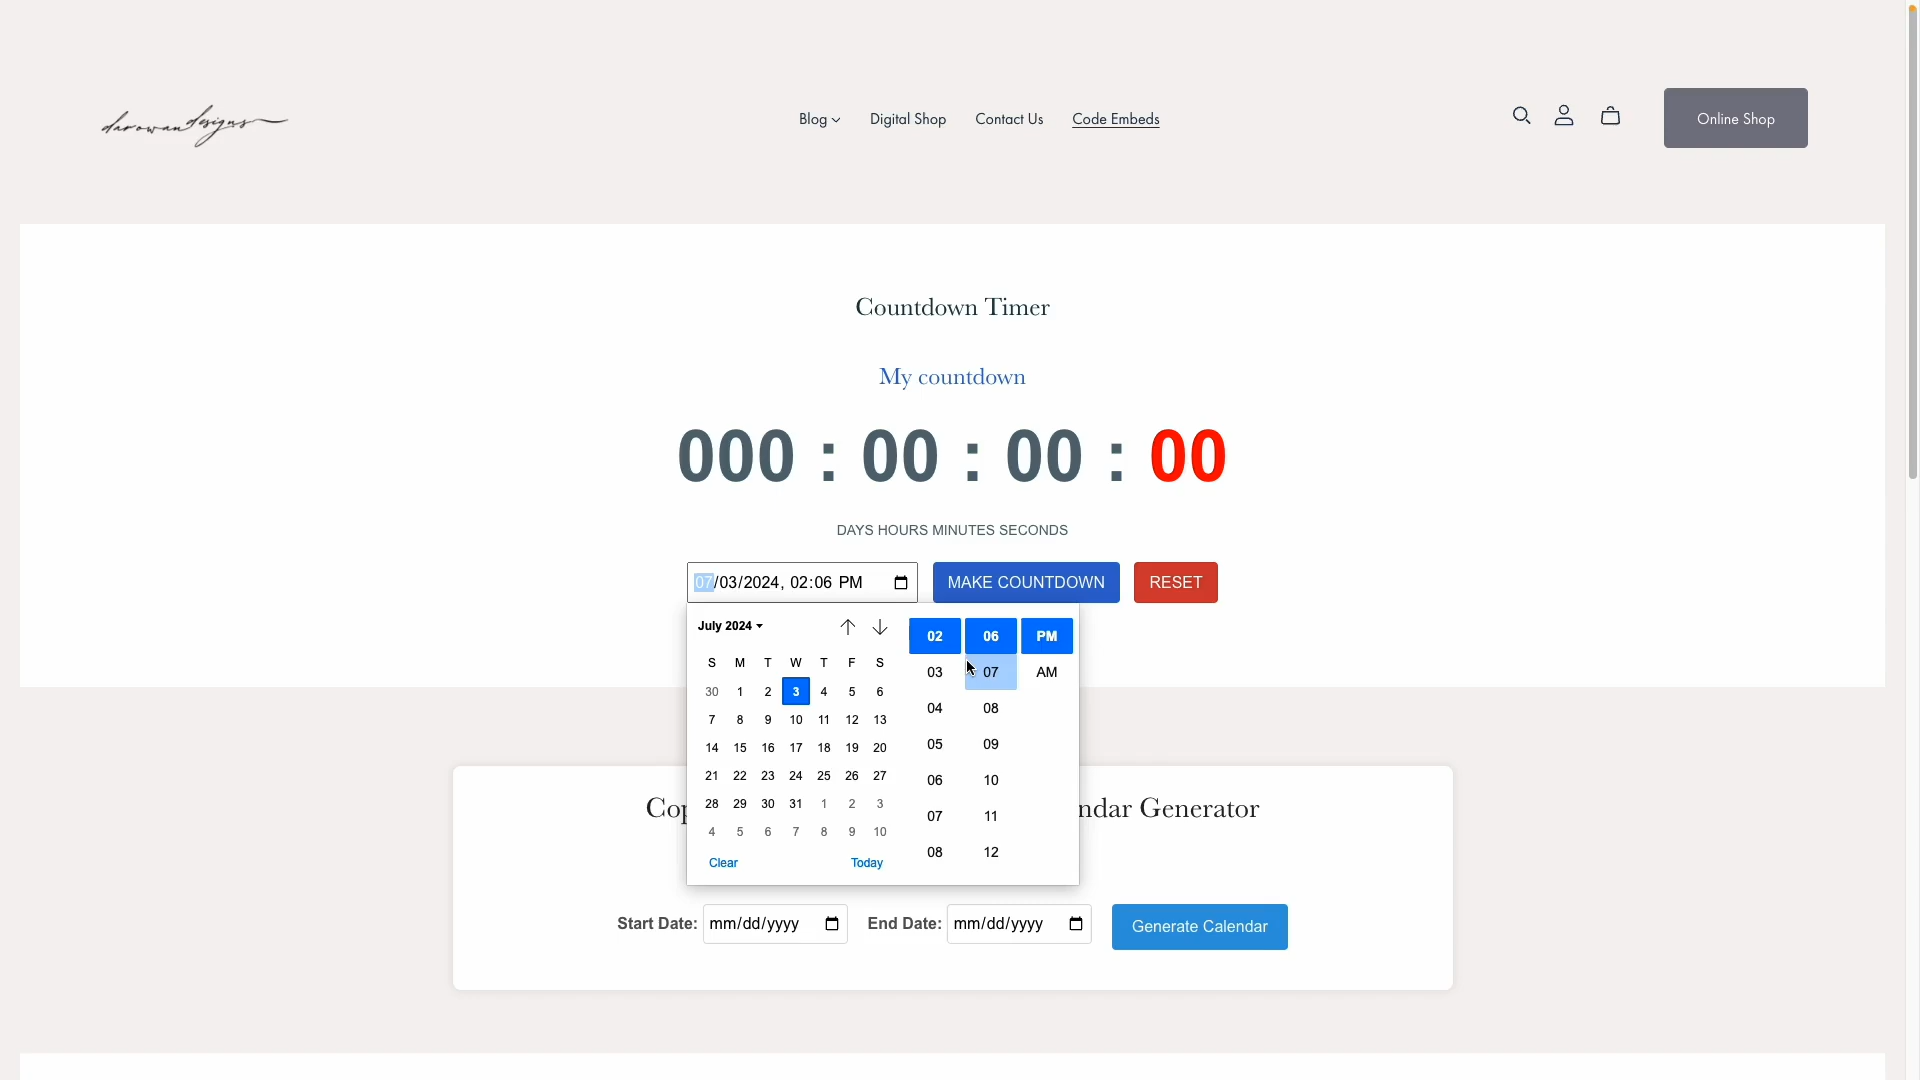 darowan designs
Blog
Digital Shop
Contact Us
Code Embeds
Online Shop
Countdown Timer
My countdown
000 : 00 : 00 : 00
DAYS HOURS MINUTES SECONDS
07/03/2024, 02:06 PM
MAKE COUNTDOWN
RESET
July 2024
S M T W T F S
30 1 2 3 4 5 6
7 8 9 10 11 12 13
14 15 16 17 18 19 20
21 22 23 24 25 26 27
28 29 30 31 1 2 3
4 5 6 7 8 9 10
Clear
Today
02 06 PM
03 07 AM
04 08
05 09
06 10
07 11
08 12
Generator
Start Date: mm/dd/yyyy
End Date: mm/dd/yyyy
Generate Calendar